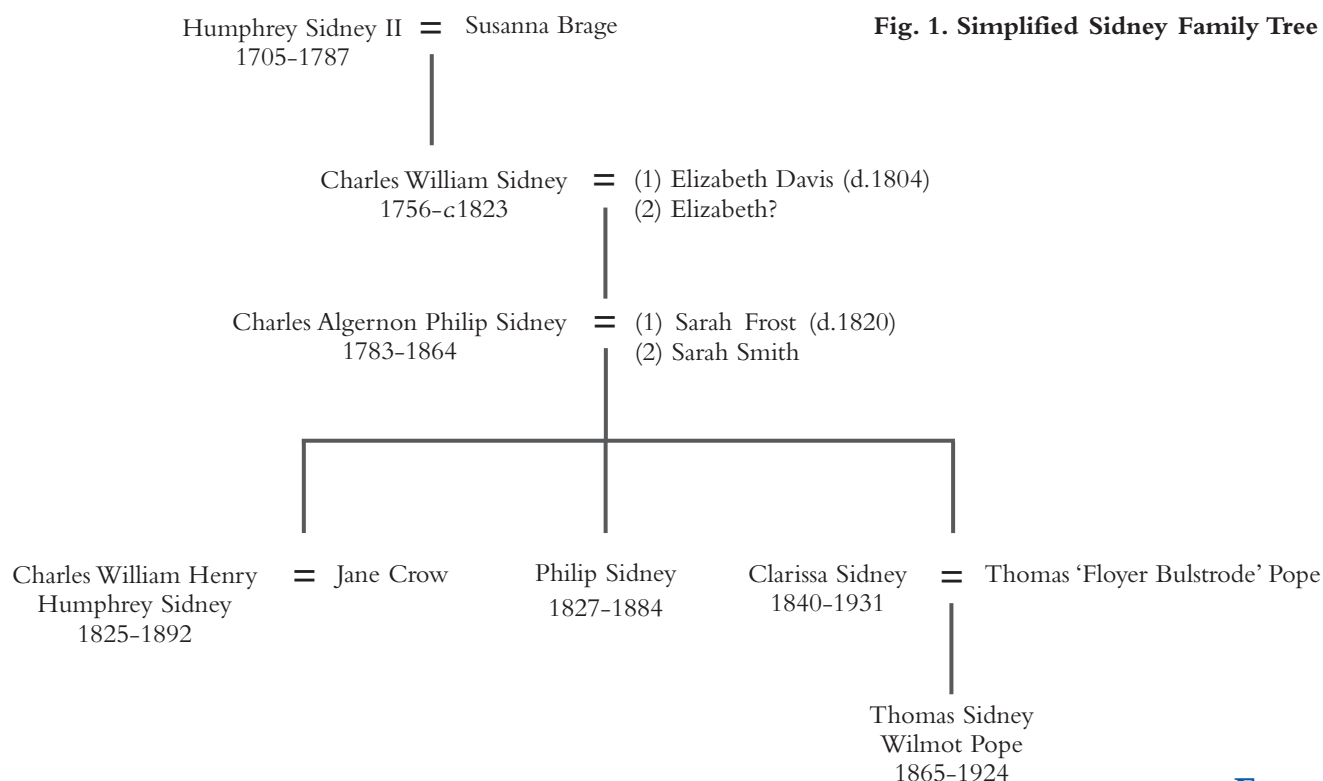 Fig. 1. Simplified Sidney Family Tree
Humphrey Sidney II = Susanna Brage
1705-1787
Charles William Sidney = (1) Elizabeth Davis (d.1804)
1756-c.1823 (2) Elizabeth?
Charles Algernon Philip Sidney = (1) Sarah Frost (d.1820)
1783-1864 (2) Sarah Smith
Charles William Henry = Jane Crow
Humphrey Sidney
1825-1892
Philip Sidney
1827-1884
Clarissa Sidney = Thomas ‘Floyer Bulstrode’ Pope
1840-1931
Thomas Sidney
Wilmot Pope
1865-1924